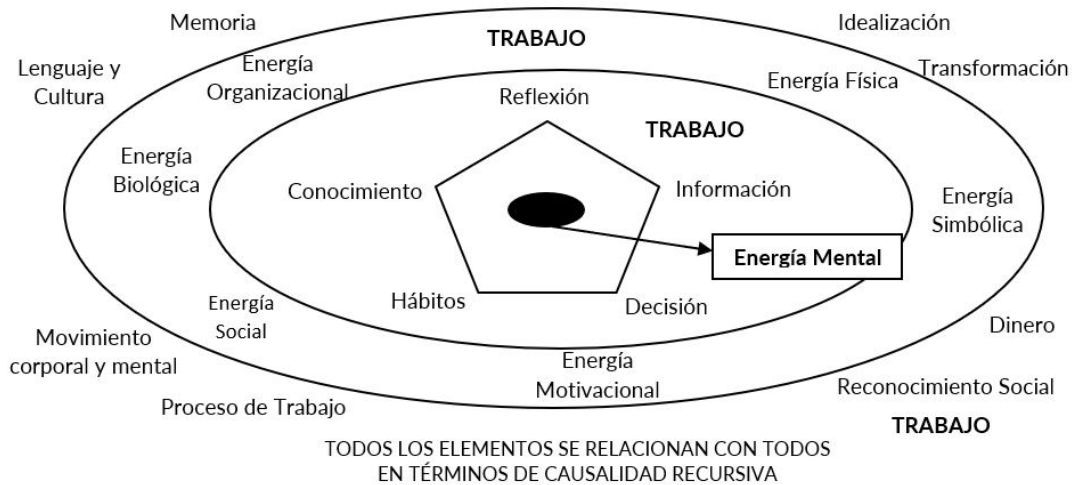 Memoria
Idealización
TRABAJO
Lenguaje y
Cultura
Energía
Organizacional
Energía Física
Transformación
Reflexión
TRABAJO
Energía
Biológica
Conocimiento
Información
Energía
Simbólica
Energía Mental
Hábitos
Decisión
Energía
Social
Dinero
Movimiento
corporal y mental
Energía
Motivacional
Reconocimiento Social
Proceso de Trabajo
TRABAJO
TODOS LOS ELEMENTOS SE RELACIONAN CON TODOS
EN TÉRMINOS DE CAUSALIDAD RECURSIVA